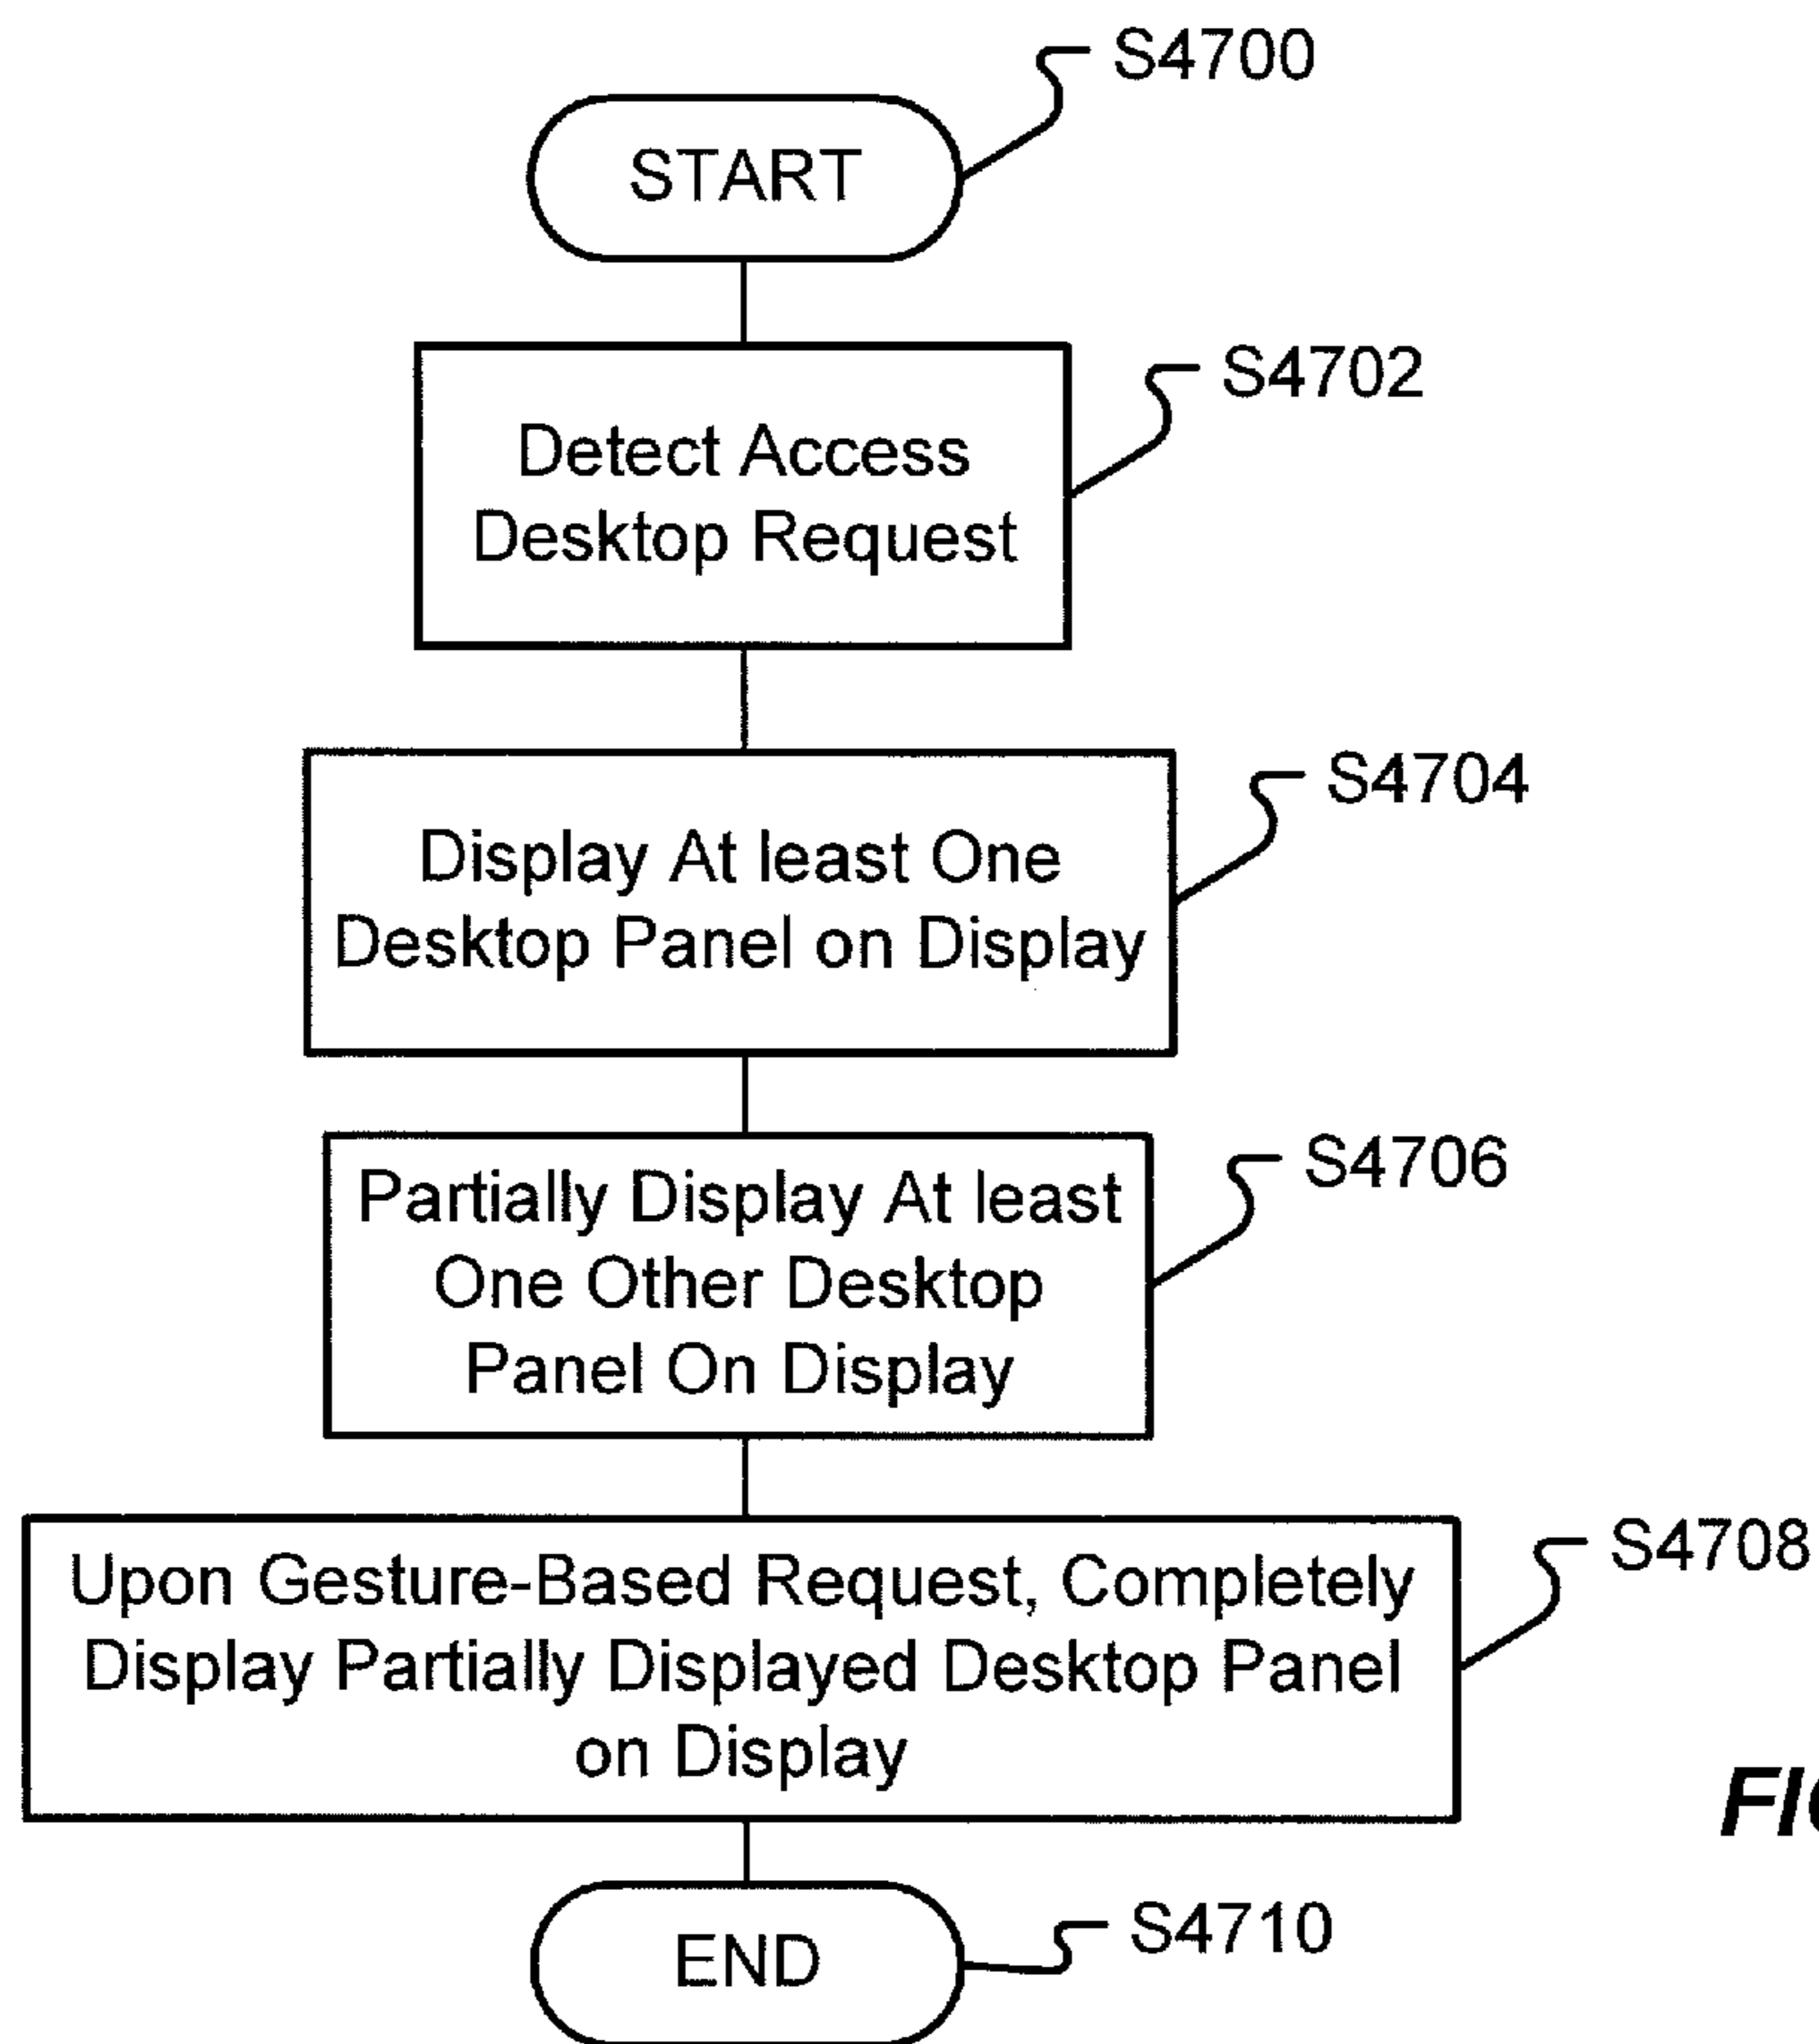 S4700
START
S4702
Detect Access
Desktop Request
S4704
Display At least One
Desktop Panel on Display
S4706
Partially Display At least
One Other Desktop
Panel On Display
S4708
Upon Gesture-Based Request, Completely
Display Partially Displayed Desktop Panel
on Display
END
S4710